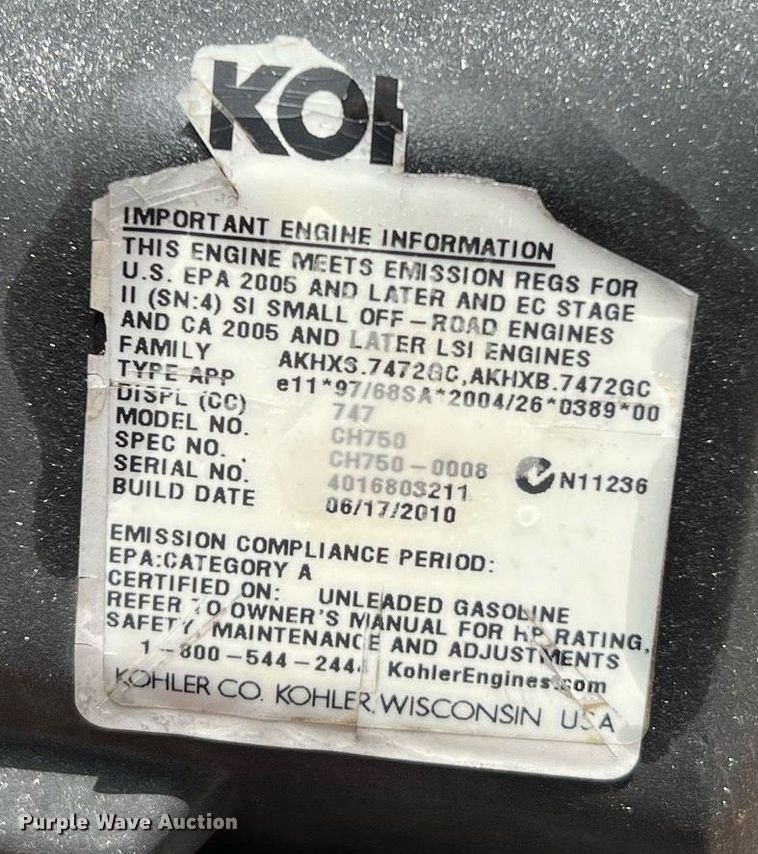 KOH
IMPORTANT ENGINE INFORMATION
THIS ENGINE MEETS EMISSION REGS FOR
U.S. EPA 2005 AND LATER AND EC STAGE
II (SN:4) SI SMALL OFF-ROAD ENGINES
AND CA 2005 AND LATER LSI ENGINES
FAMILY AKHXS.7472GC,AKHXB.7472GC
TYPE APP e11*97/68SA*2004/26*0389*00
DISPL (CC) 747
MODEL NO. CH750
SPEC NO. CH750-0008 N11236
SERIAL NO. 4016803211
BUILD DATE 06/17/2010
EMISSION COMPLIANCE PERIOD:
EPA:CATEGORY A
CERTIFIED ON: UNLEADED GASOLINE
REFER TO OWNER'S MANUAL FOR HP RATING,
SAFETY, MAINTENANCE AND ADJUSTMENTS
1-800-544-2444 KohlerEngines.com
KOHLER CO. KOHLER, WISCONSIN USA
Purple Wave Auction